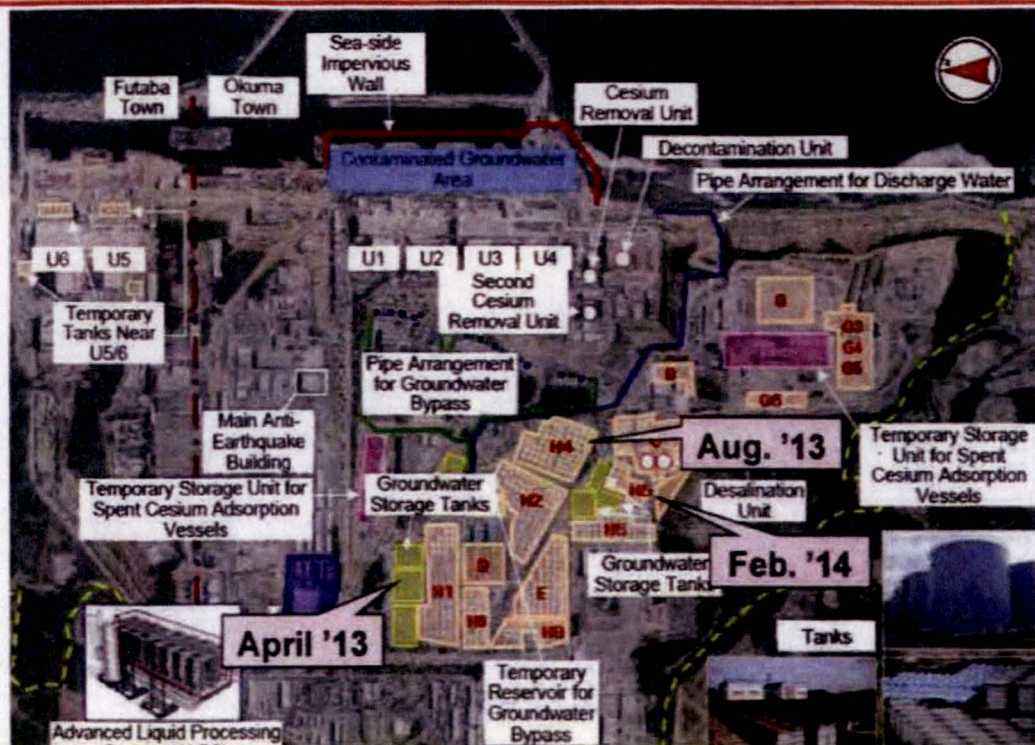 Sea-side
Impervious
Wall
Futaba
Town
Okuma
Town
Cesium
Removal Unit
Decontamination Unit
Contaminated Groundwater
Area
Pipe Arrangement for Discharge Water
U6
U5
U1
U2
U3
U4
Temporary
Tanks Near
U5/6
Second
Cesium
Removal Unit
G3
G4
G5
Pipe Arrangement
for Groundwater
Bypass
Main Anti-
Earthquake
Building
H4
Aug. '13
Temporary Storage
Unit for Spent
Cesium Adsorption
Vessels
Temporary Storage Unit for
Spent Cesium Adsorption
Vessels
Groundwater
Storage Tanks
H2
Desalination
Unit
Groundwater
Storage Tanks
Feb. '14
H1
D
E
April '13
Tanks
Temporary
Reservoir for
Groundwater
Bypass
Advanced Liquid Processing